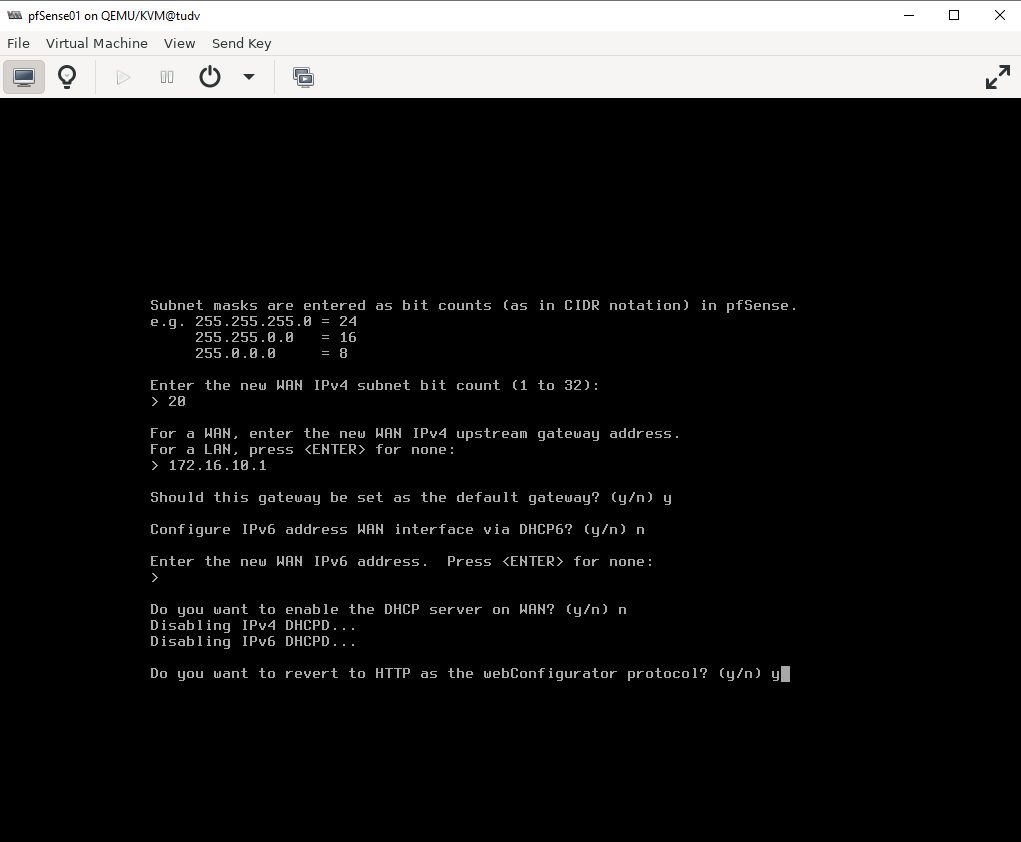 pfSense01 on QEMU/KVM@tudv
File Virtual Machine View Send Key
Subnet masks are entered as bit counts (as in CIDR notation) in pfSense.
e.g. 255.255.255.0 = 24
255.255.0.0 = 16
255.0.0.0 = 8
Enter the new WAN IPv4 subnet bit count (1 to 32):
> 20
For a WAN, enter the new WAN IPv4 upstream gateway address.
For a LAN, press <ENTER> for none:
> 172.16.10.1
Should this gateway be set as the default gateway? (y/n) y
Configure IPv6 address WAN interface via DHCP6? (y/n) n
Enter the new WAN IPv6 address. Press <ENTER> for none:
>
Do you want to enable the DHCP server on WAN? (y/n) n
Disabling IPv4 DHCPD...
Disabling IPv6 DHCPD...
Do you want to revert to HTTP as the webConfigurator protocol? (y/n) y